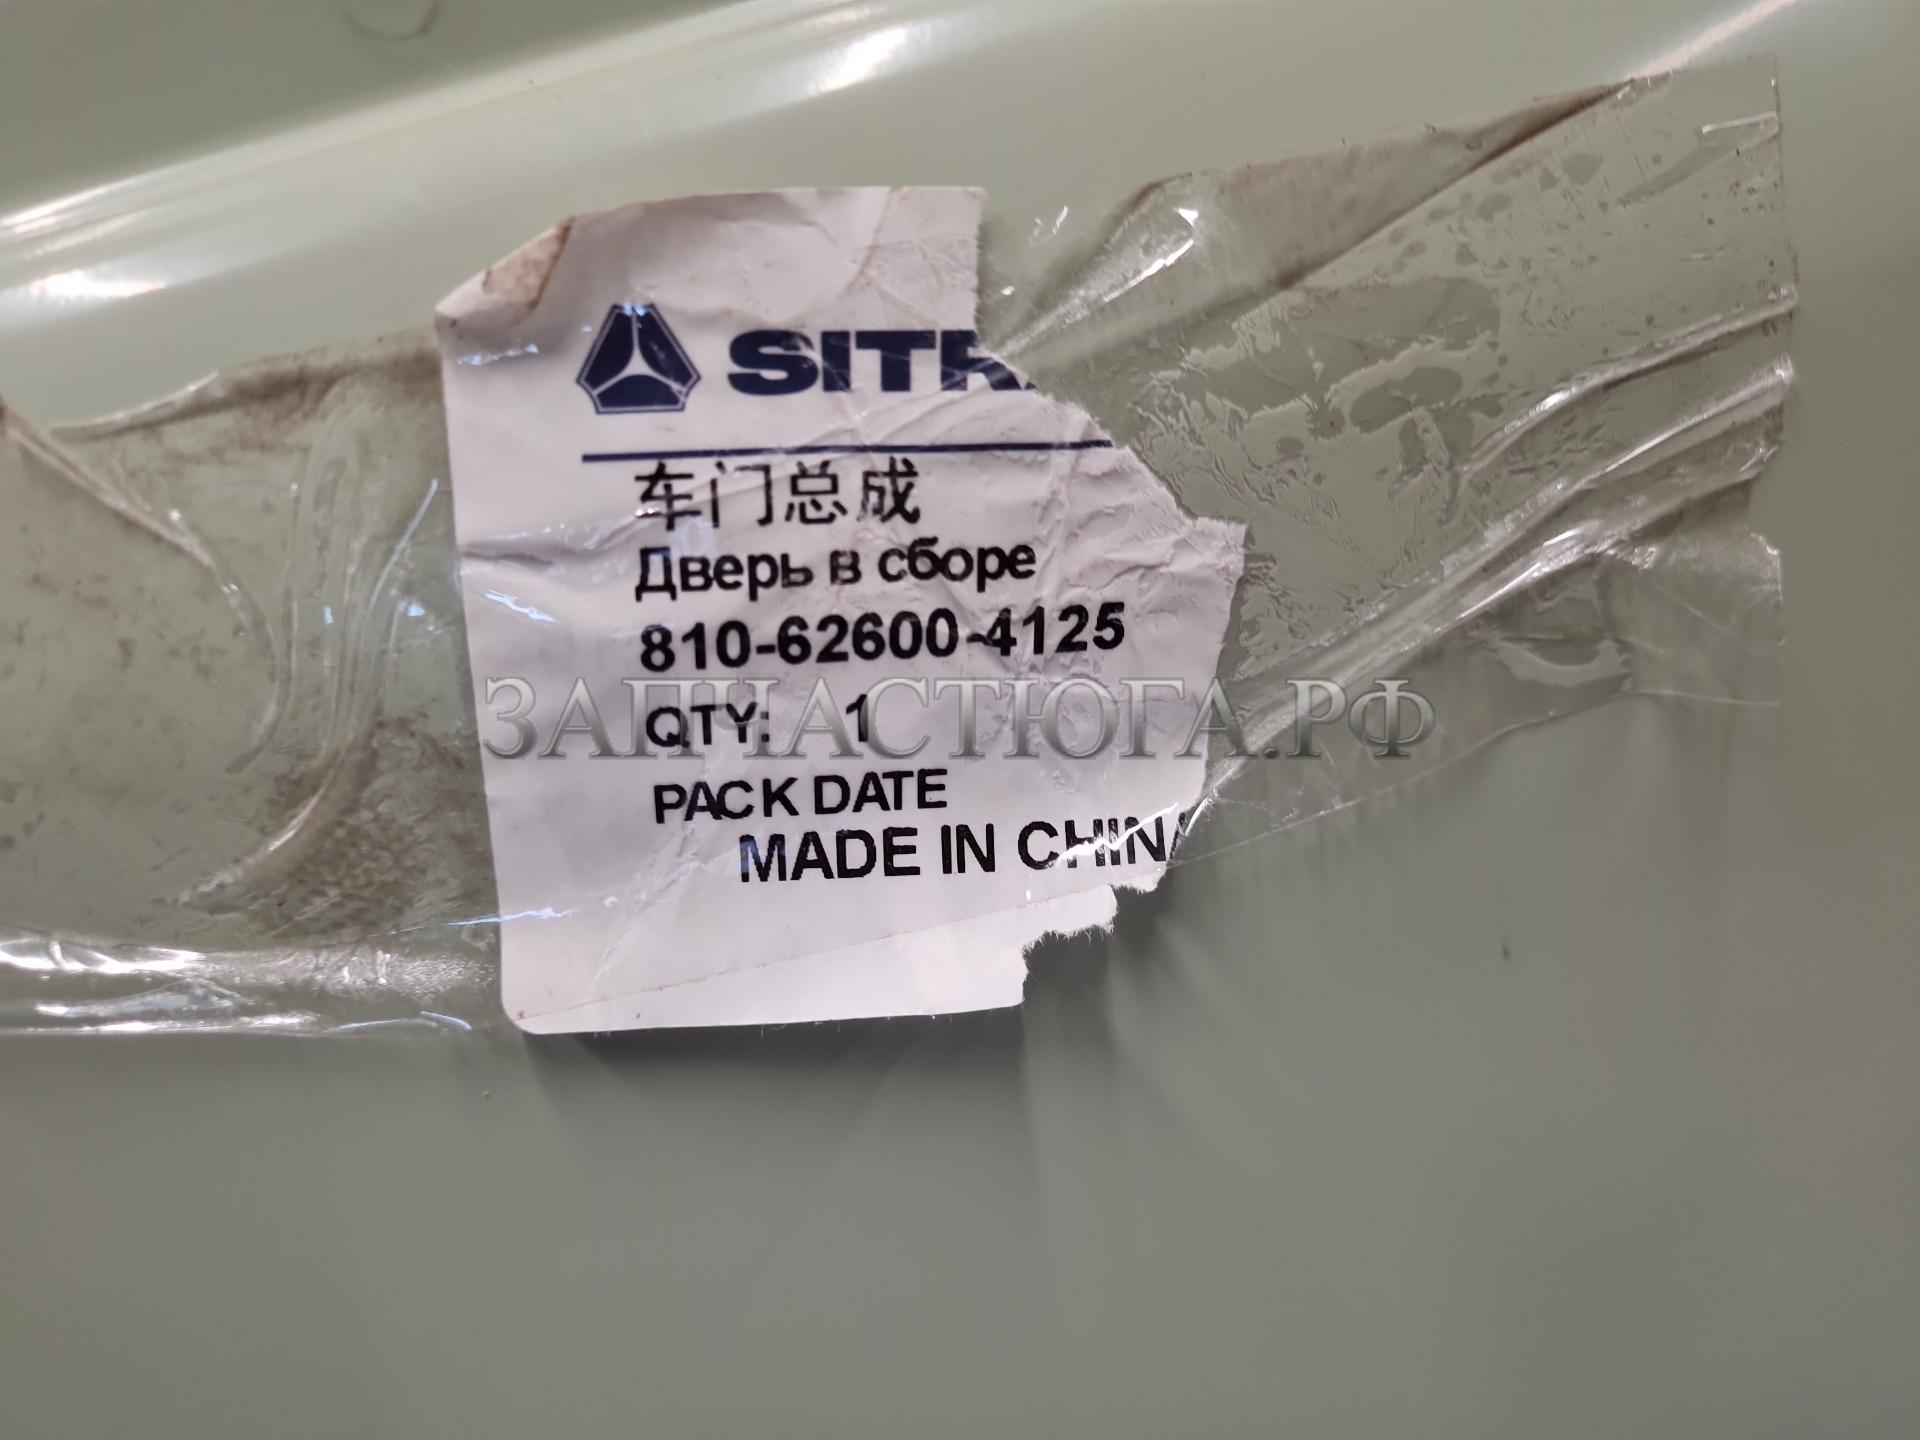 SITR
车门总成
Дверь в сборе
810-62600-4125
ЗАПЧАСТЮГА.РФ
QTY: 1
PACK DATE
MADE IN CHINA